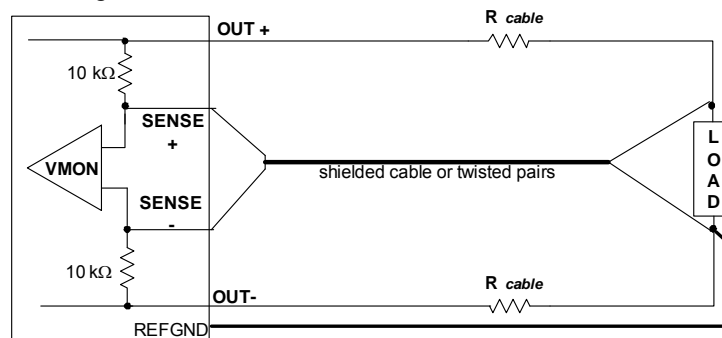 R cable
OUT +
10 kΩ
SENSE
+
VMON
shielded cable or twisted pairs
L
O
A
D
SENSE
-
10 kΩ
R cable
OUT-
REFGND